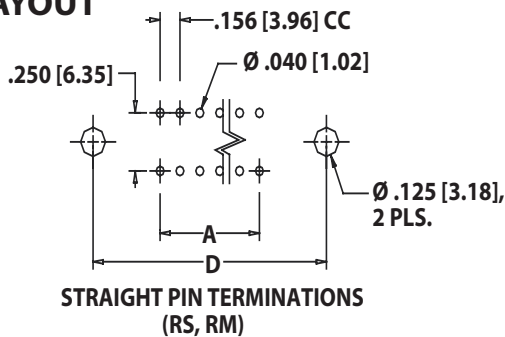 AYOUT
.156 [3.96] CC
.250 [6.35]
Ø .040 [1.02]
Ø .125 [3.18],
2 PLS.
A
D
STRAIGHT PIN TERMINATIONS
(RS, RM)